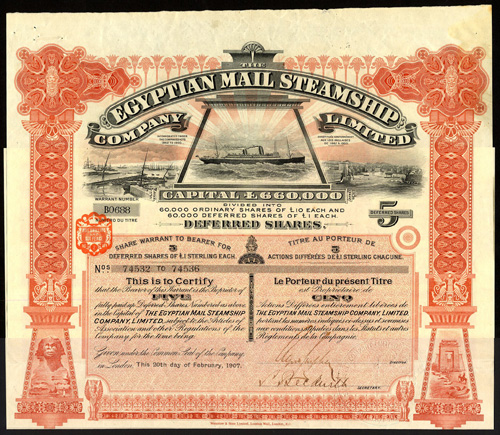 THE
EGYPTIAN MAIL STEAMSHIP
COMPANY LIMITED
CAPITAL £660,000
DIVIDED INTO
60,000 ORDINARY SHARES OF £10 EACH AND
60,000 DEFERRED SHARES OF £1 EACH.
DEFERRED SHARES.
WARRANT NUMBER
B0688
DU TITRE
5
DEFERRED SHARES
SHARE WARRANT TO BEARER FOR
5
DEFERRED SHARES OF £1 STERLING EACH.
TITRE AU PORTEUR DE
5
ACTIONS DIFFÉRÉES DE £1 STERLING CHACUNE.
Nos. 74532 TO 74536
This is to Certify
that the Bearer of this Warrant is the Proprietor of
FIVE
fully paid up Deferred Shares, numbered as above,
in the Capital of THE EGYPTIAN MAIL STEAMSHIP
COMPANY, LIMITED, subject to the Articles of
Association and other Regulations of the
Company for the time being.
Given under the Common Seal of the Company,
in London, This 20th day of February, 1907.
Le Porteur du présent Titre
est Propriétaire de
CINQ
Actions Différées entièrement libérées de
THE EGYPTIAN MAIL STEAMSHIP COMPANY, LIMITED,
portant les numéros indiqués ci-dessus et soumises
aux conditions stipulées dans les Statuts et autres
Règlements de la Compagnie.
SECRETARY.